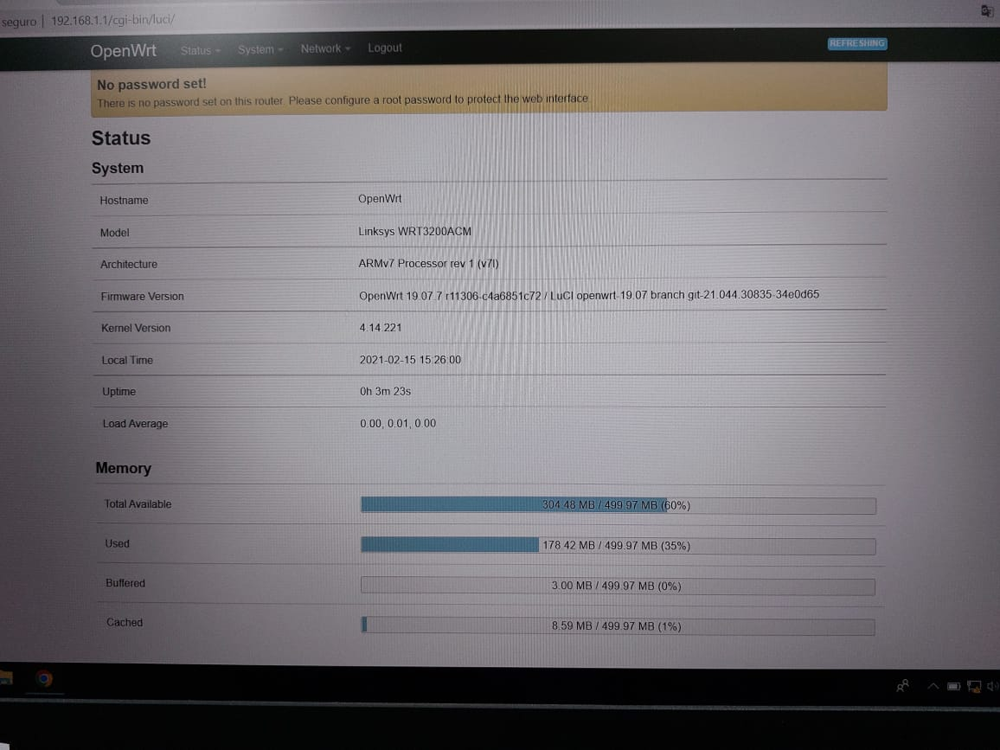 seguro | 192.168.1.1/cgi-bin/luci/
OpenWrt Status System Network Logout REFRESHING
No password set!
There is no password set on this router. Please configure a root password to protect the web interface.
Status
System
Hostname OpenWrt
Model Linksys WRT3200ACM
Architecture ARMv7 Processor rev 1 (v7l)
Firmware Version OpenWrt 19.07.7 r11306-c4a6851c72 / LuCI openwrt-19.07 branch git-21.044.30835-34e0d65
Kernel Version 4.14.221
Local Time 2021-02-15 15:26:00
Uptime 0h 3m 23s
Load Average 0.00, 0.01, 0.00
Memory
Total Available 304.48 MB / 499.97 MB (60%)
Used 178.42 MB / 499.97 MB (35%)
Buffered 3.00 MB / 499.97 MB (0%)
Cached 8.59 MB / 499.97 MB (1%)